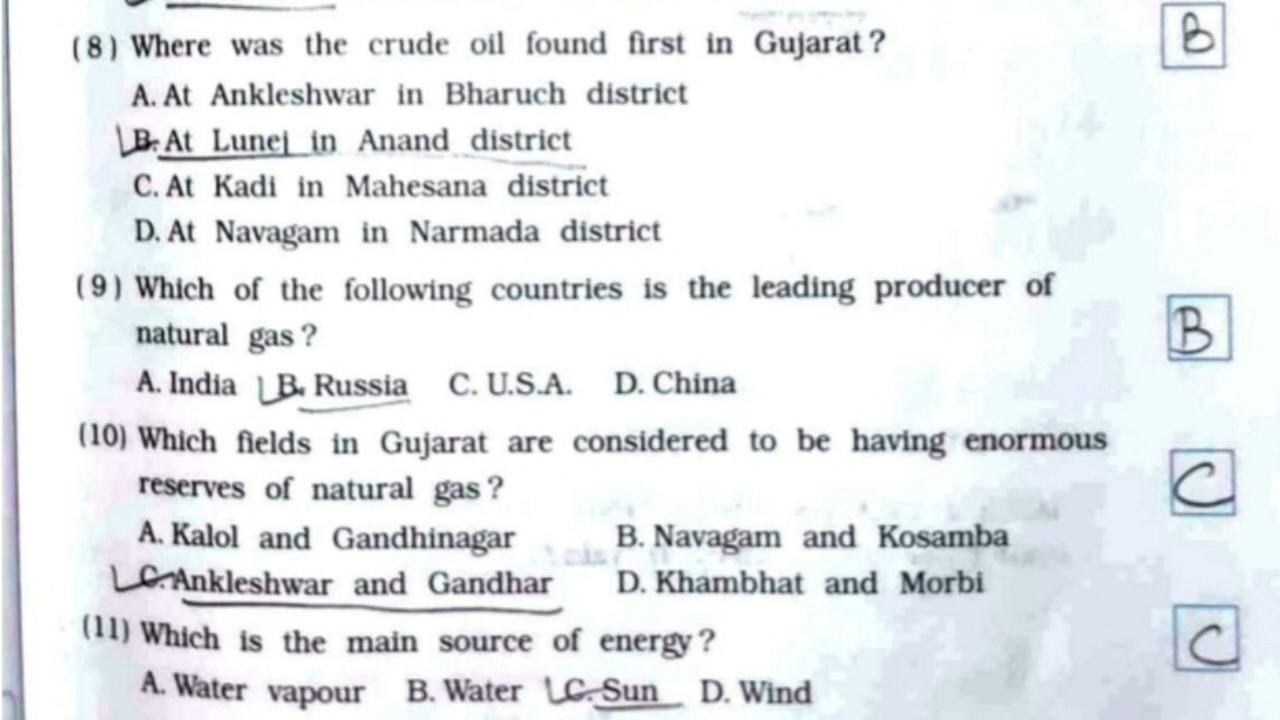 (8) Where was the crude oil found first in Gujarat? B
A. At Ankleshwar in Bharuch district
B. At Lunej in Anand district
C. At Kadi in Mahesana district
D. At Navagam in Narmada district
(9) Which of the following countries is the leading producer of
natural gas? B
A. India B. Russia C. U.S.A. D. China
(10) Which fields in Gujarat are considered to be having enormous
reserves of natural gas? C
A. Kalol and Gandhinagar B. Navagam and Kosamba
C. Ankleshwar and Gandhar D. Khambhat and Morbi
(11) Which is the main source of energy? C
A. Water vapour B. Water C. Sun D. Wind